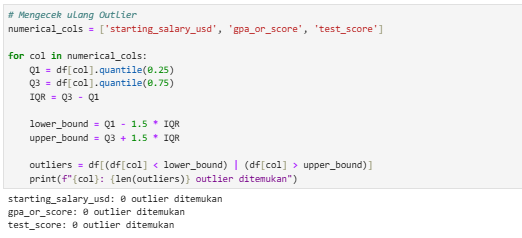 # Mengecek ulang Outlier
numerical_cols = ['starting_salary_usd', 'gpa_or_score', 'test_score']

for col in numerical_cols:
    Q1 = df[col].quantile(0.25)
    Q3 = df[col].quantile(0.75)
    IQR = Q3 - Q1

    lower_bound = Q1 - 1.5 * IQR
    upper_bound = Q3 + 1.5 * IQR

    outliers = df[(df[col] < lower_bound) | (df[col] > upper_bound)]
    print(f"{col}: {len(outliers)} outlier ditemukan")
starting_salary_usd: 0 outlier ditemukan
gpa_or_score: 0 outlier ditemukan
test_score: 0 outlier ditemukan